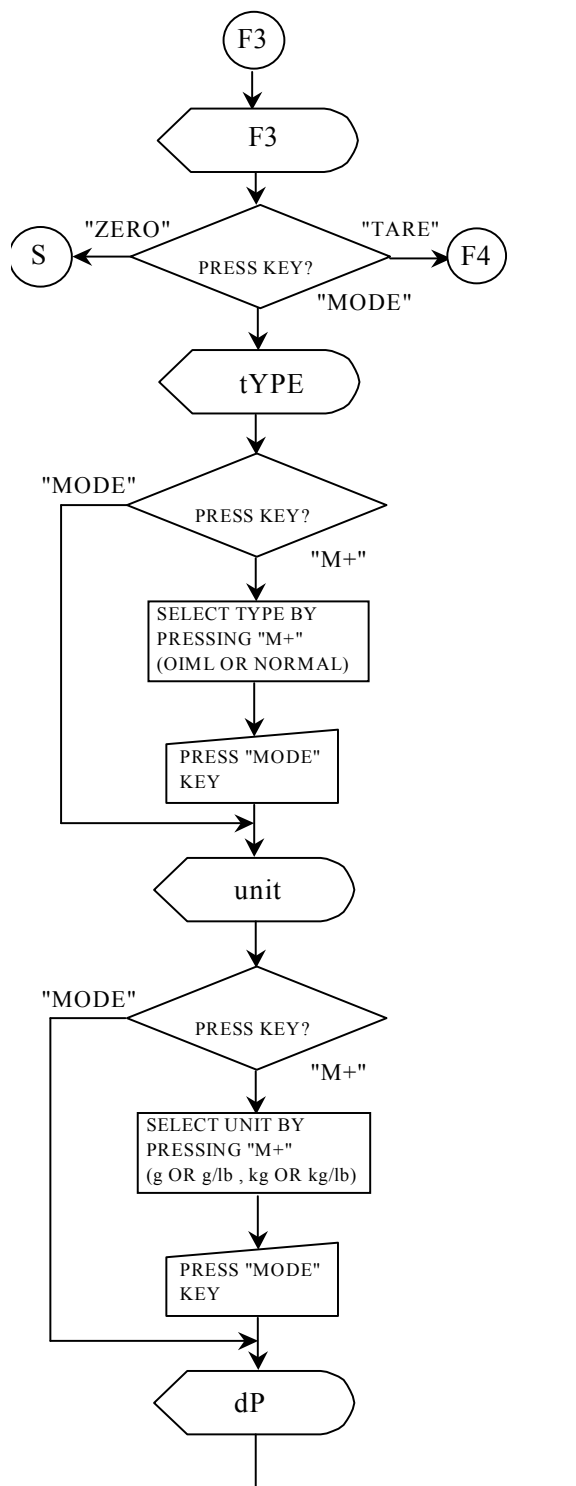 F3
F3
"ZERO"
"TARE"
S
PRESS KEY?
F4
"MODE"
tYPE
"MODE"
PRESS KEY?
"M+"
SELECT TYPE BY
PRESSING "M+"
(OIML OR NORMAL)
PRESS "MODE"
KEY
unit
"MODE"
PRESS KEY?
"M+"
SELECT UNIT BY
PRESSING "M+"
(g OR g/lb , kg OR kg/lb)
PRESS "MODE"
KEY
dP